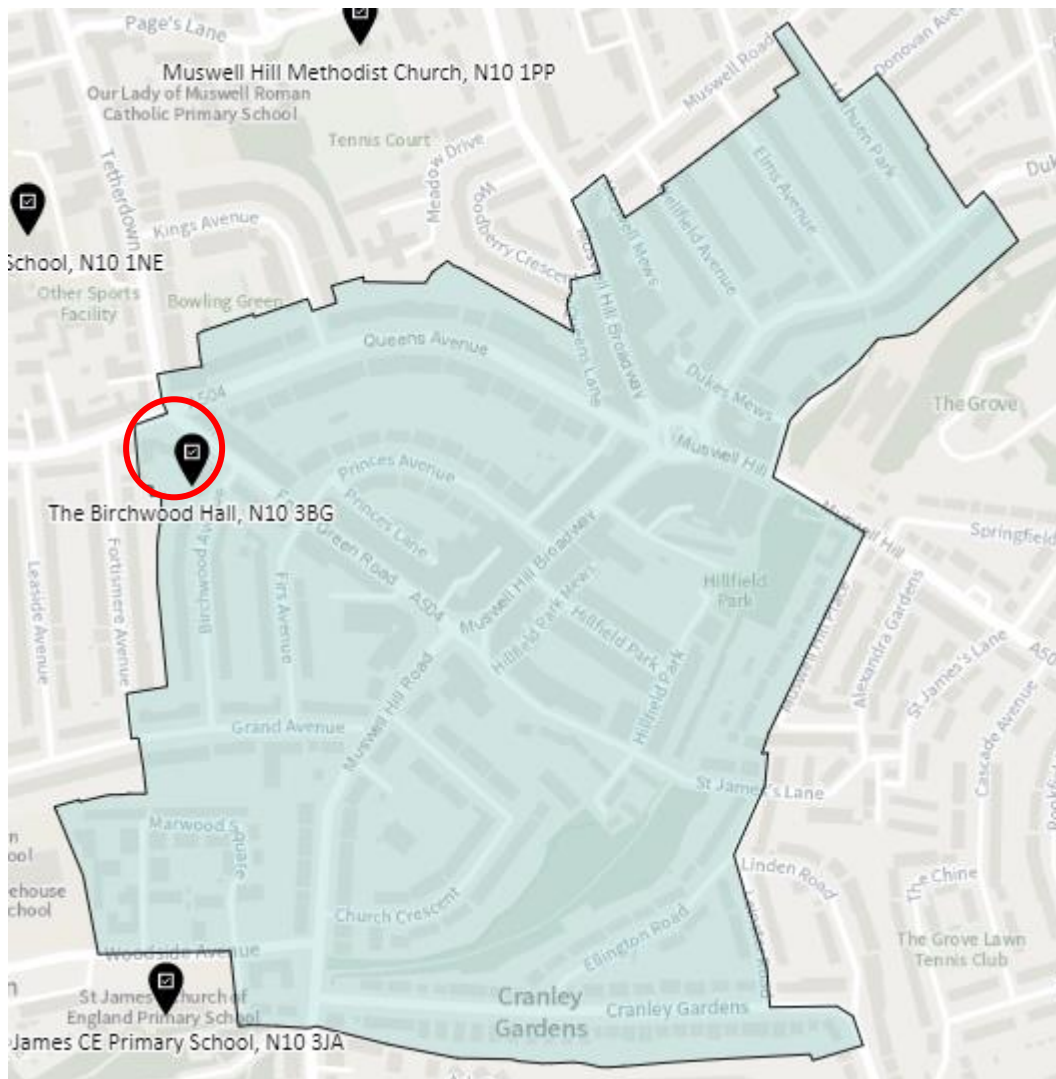 Page's Lane
Muswell Hill Methodist Church, N10 1PP
Our Lady of Muswell Roman
Catholic Primary School
Tennis Court
Muswell Road
Donovan
Elms Avenue
Tetherdown
Meadow Drive
Woodberry Crescent
Kings Avenue
School, N10 1NE
Other Sports
Facility
Bowling Green
Queens Avenue
Queens Lane
Hill Broadway
Dukes Mews
The Grove
Muswell Hill
Princes Avenue
Princes Lane
The Birchwood Hall, N10 3BG
Green Road
A504
Muswell Hill Broadway
Muswell Hill
Springfield
Hillfield
Park
Leaside Avenue
Fortismere Avenue
Birchwood
Firs Avenue
Hillfield Park Mews
Hillfield Park
Hillfield Park
Alexandra Gardens
St James's Lane
Cascade Avenue
Muswell Hill Road
Grand Avenue
St James's Lane
Marwood Square
Church Crescent
Linden Road
The Chine
Woodside Avenue
Ellington Road
The Grove Lawn
Tennis Club
St James Church of
England Primary School
James CE Primary School, N10 3JA
Cranley
Gardens
Cranley Gardens